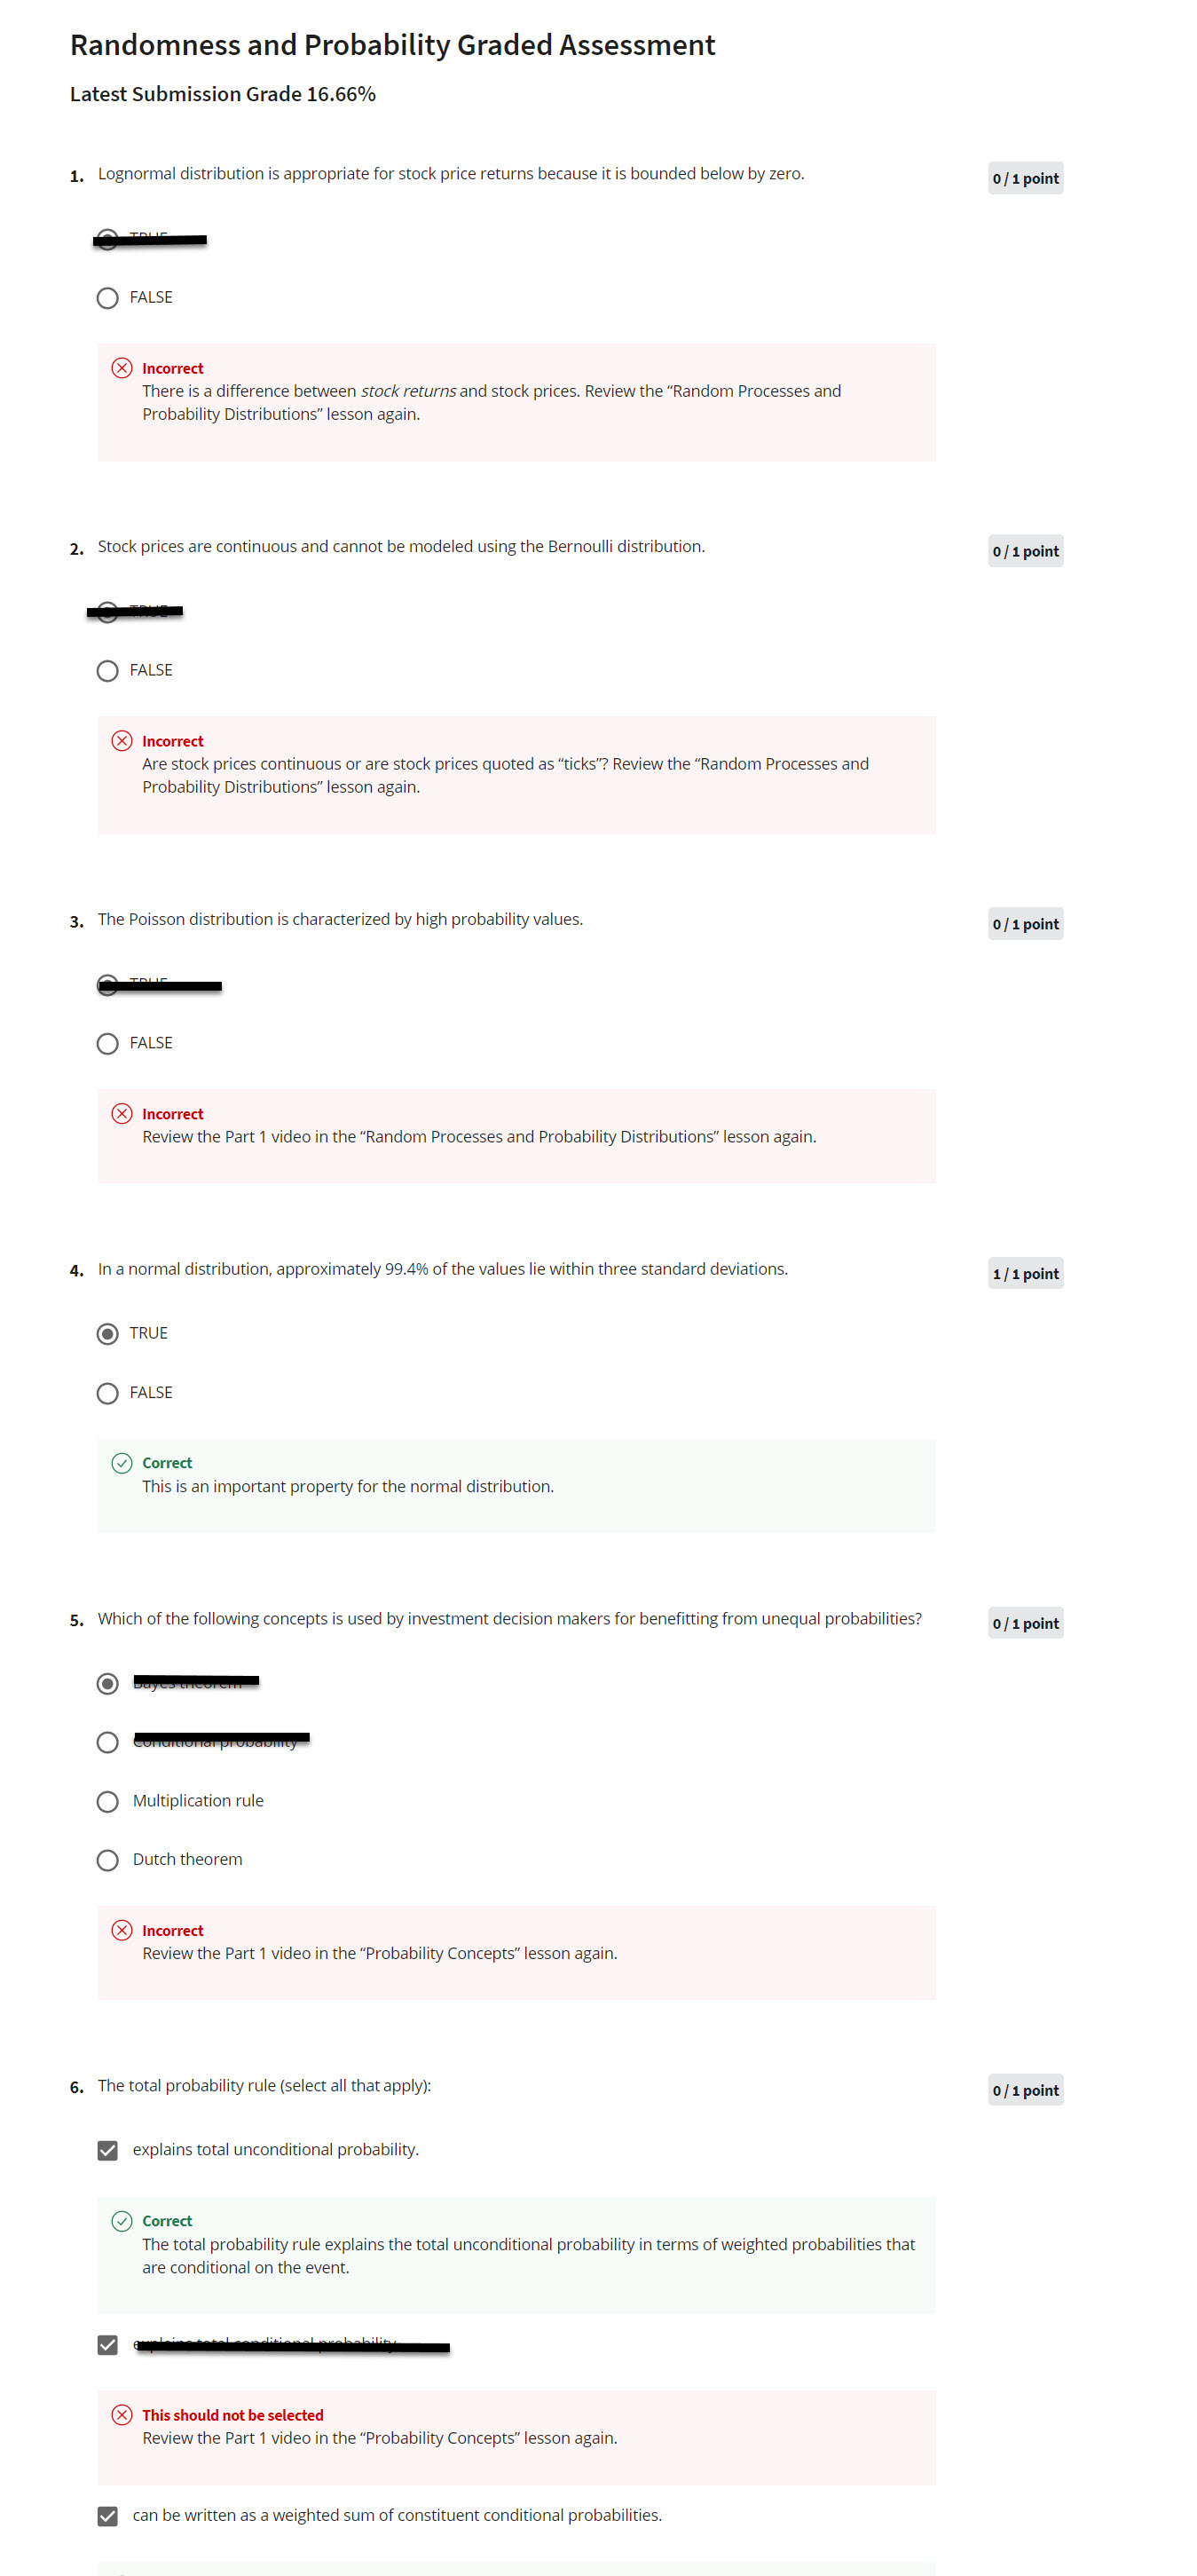 Randomness and Probability Graded Assessment
Latest Submission Grade 16.66%
1. Lognormal distribution is appropriate for stock price returns because it is bounded below by zero.
0 / 1 point
FALSE
Incorrect
There is a difference between stock returns and stock prices. Review the “Random Processes and
Probability Distributions” lesson again.
2. Stock prices are continuous and cannot be modeled using the Bernoulli distribution.
0 / 1 point
FALSE
Incorrect
Are stock prices continuous or are stock prices quoted as “ticks”? Review the “Random Processes and
Probability Distributions” lesson again.
3. The Poisson distribution is characterized by high probability values.
0 / 1 point
FALSE
Incorrect
Review the Part 1 video in the “Random Processes and Probability Distributions” lesson again.
4. In a normal distribution, approximately 99.4% of the values lie within three standard deviations.
1 / 1 point
TRUE
FALSE
Correct
This is an important property for the normal distribution.
5. Which of the following concepts is used by investment decision makers for benefitting from unequal probabilities?
0 / 1 point
Conditional probability
Multiplication rule
Dutch theorem
Incorrect
Review the Part 1 video in the “Probability Concepts” lesson again.
6. The total probability rule (select all that apply):
0 / 1 point
explains total unconditional probability.
Correct
The total probability rule explains the total unconditional probability in terms of weighted probabilities that
are conditional on the event.
This should not be selected
Review the Part 1 video in the “Probability Concepts” lesson again.
can be written as a weighted sum of constituent conditional probabilities.